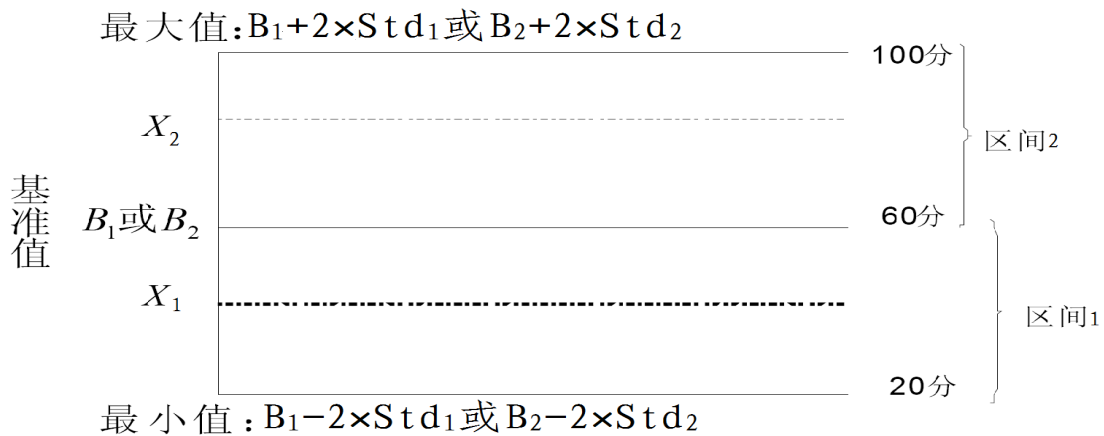 最大值:B₁+2×Std₁或B₂+2×Std₂
100分
X₂
区间2
基准值
B₁或B₂
60分
X₁
区间1
20分
最小值:B₁−2×Std₁或B₂−2×Std₂